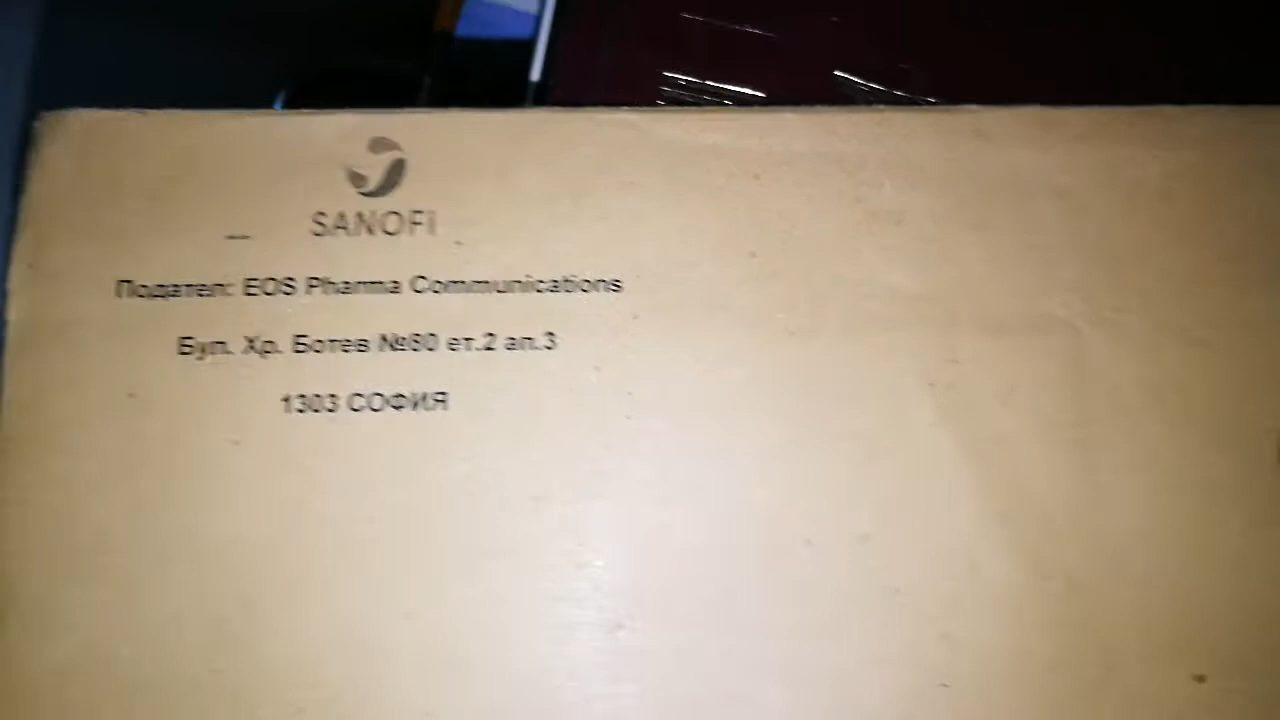 SANOFI
Подател: EOS Pharma Communications
Бул. Хр. Ботев №80 ет.2 ап.3
1303 СОФИЯ